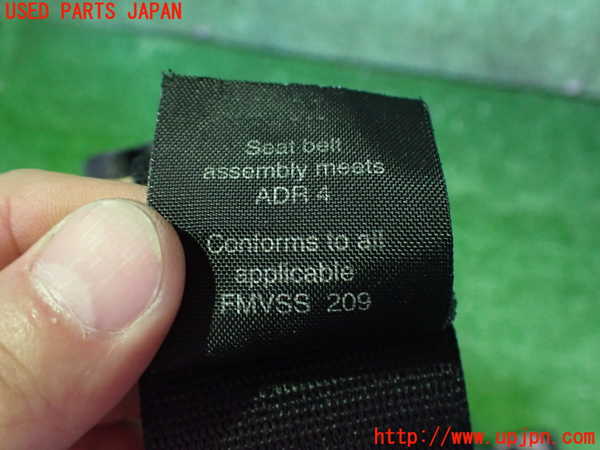 USED PARTS JAPAN
Seat belt
assembly meets
ADR 4
Conforms to all
applicable
FMVSS 209
http://www.upjpn.com/